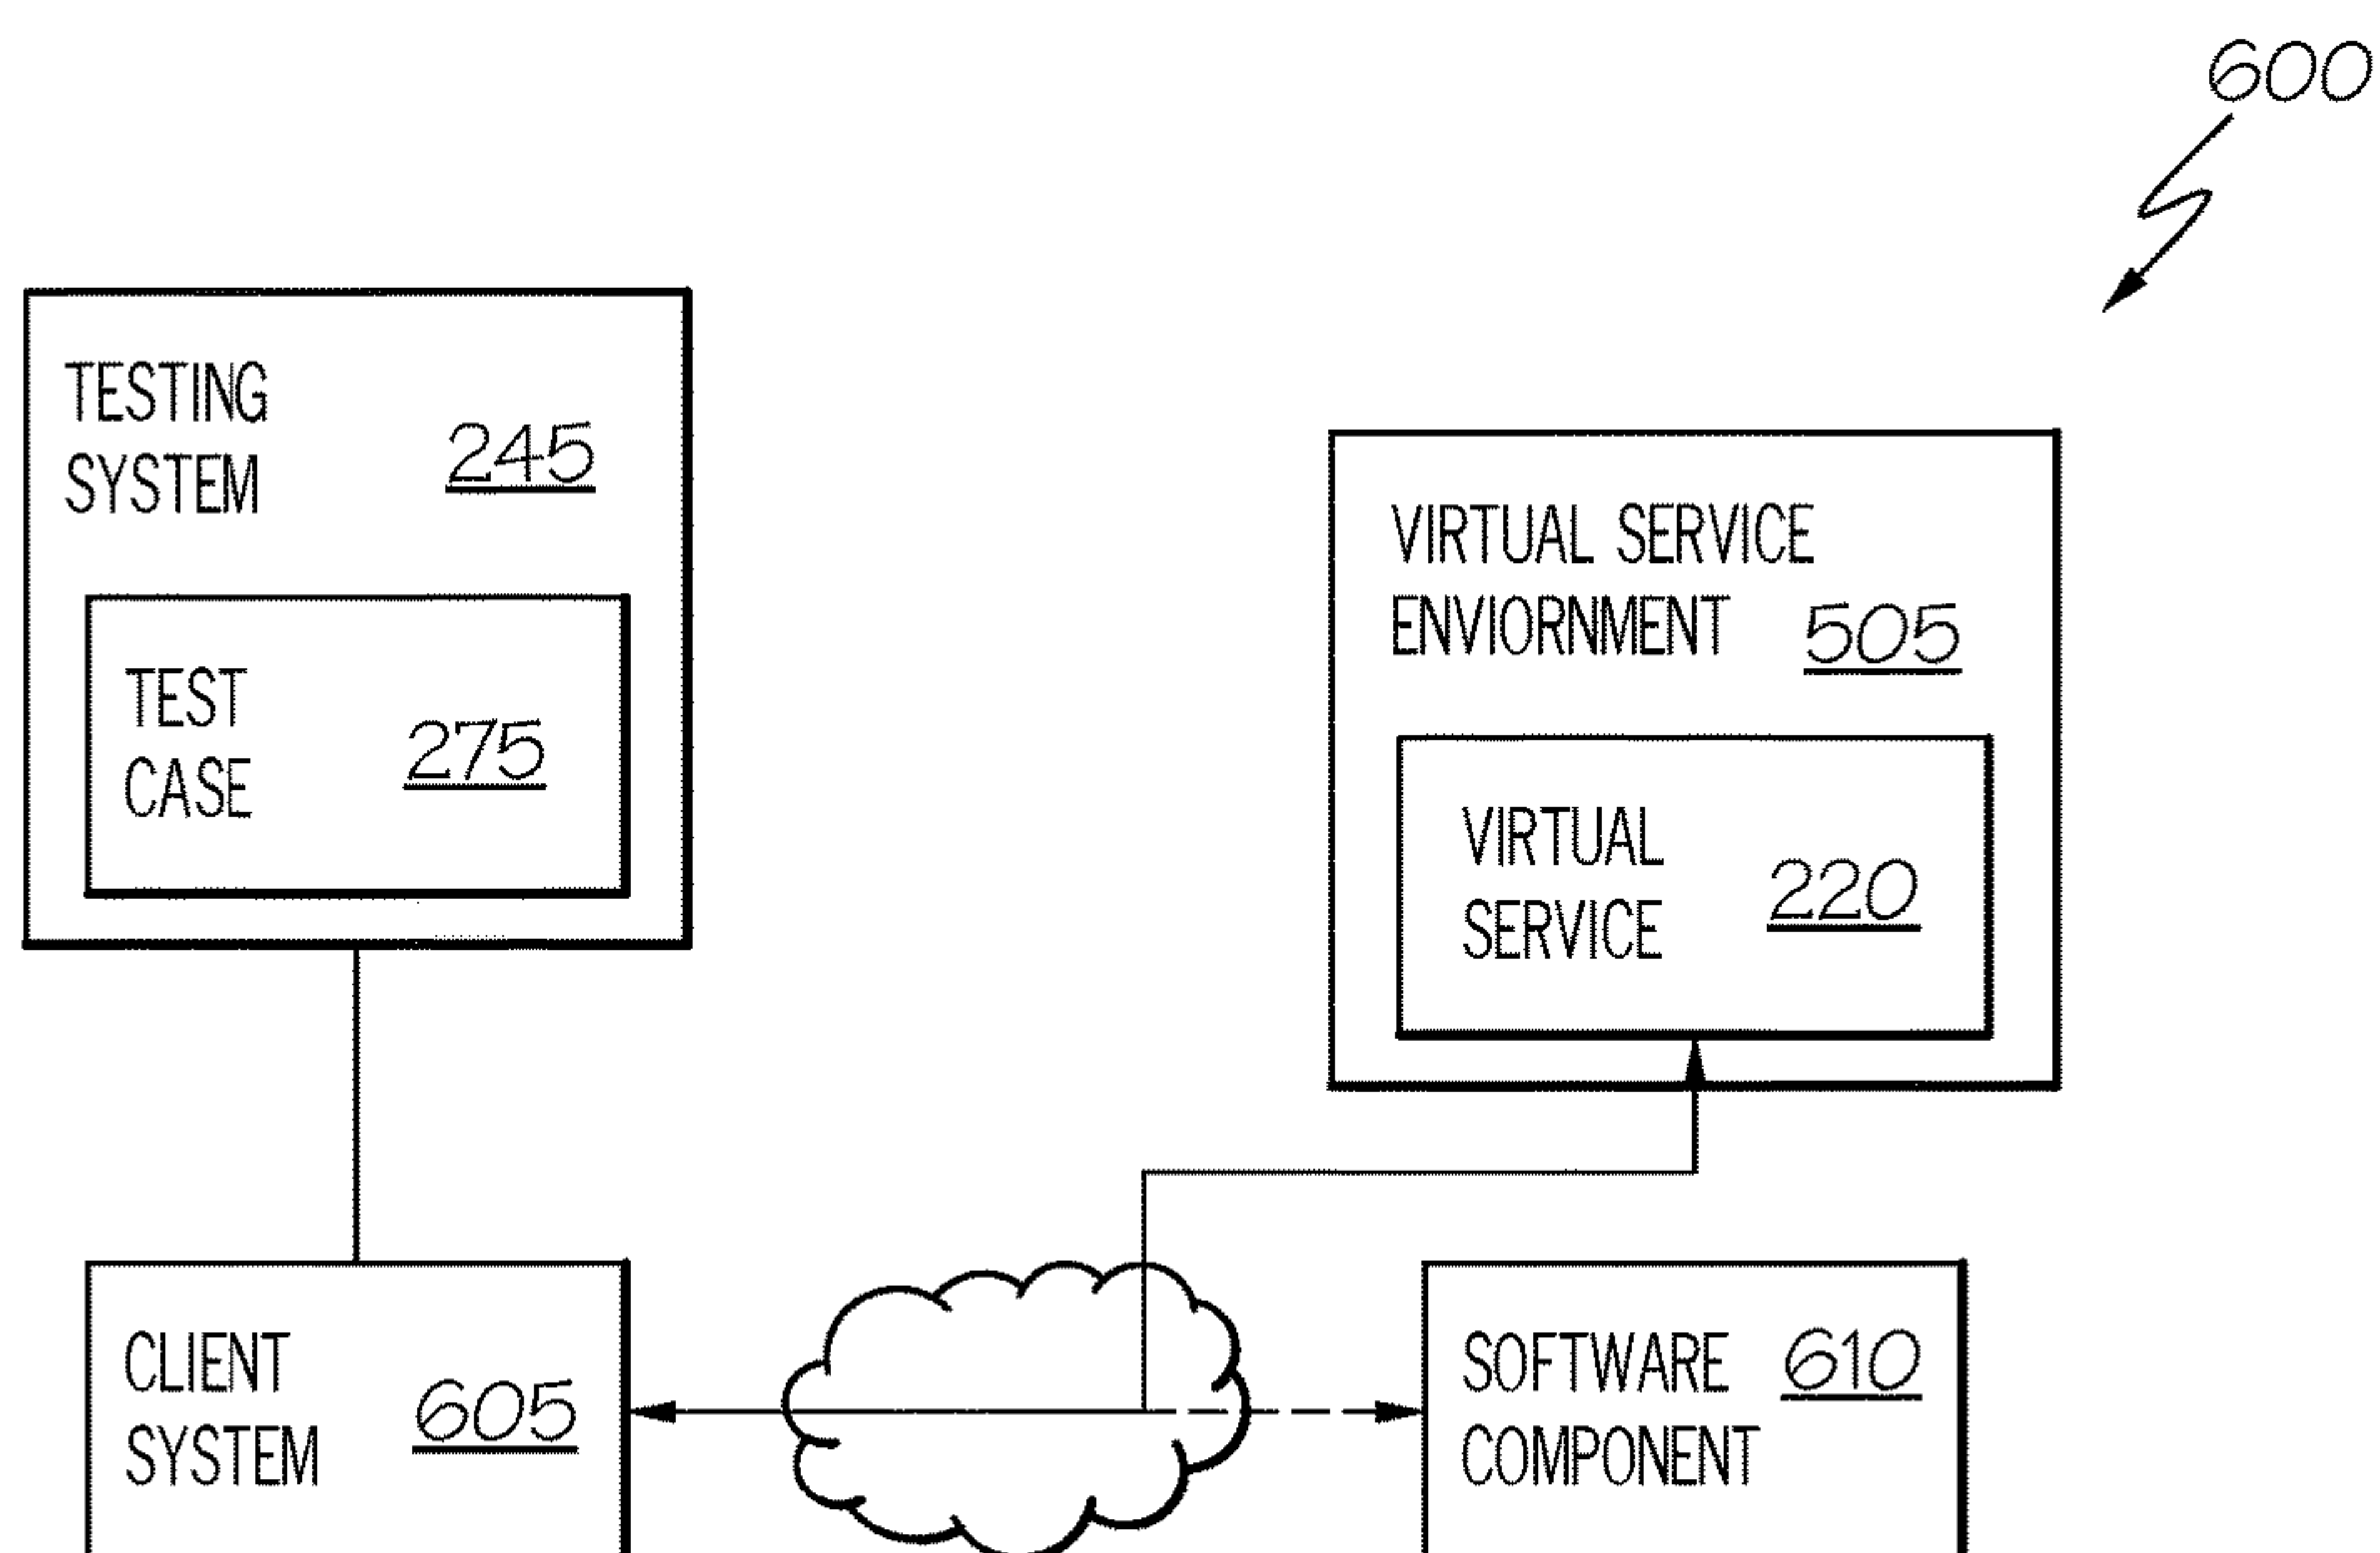 600
TESTING
SYSTEM
245
TEST
CASE
275
VIRTUAL SERVICE
ENVIORNMENT
505
VIRTUAL
SERVICE
220
CLIENT
SYSTEM
605
SOFTWARE
COMPONENT
610